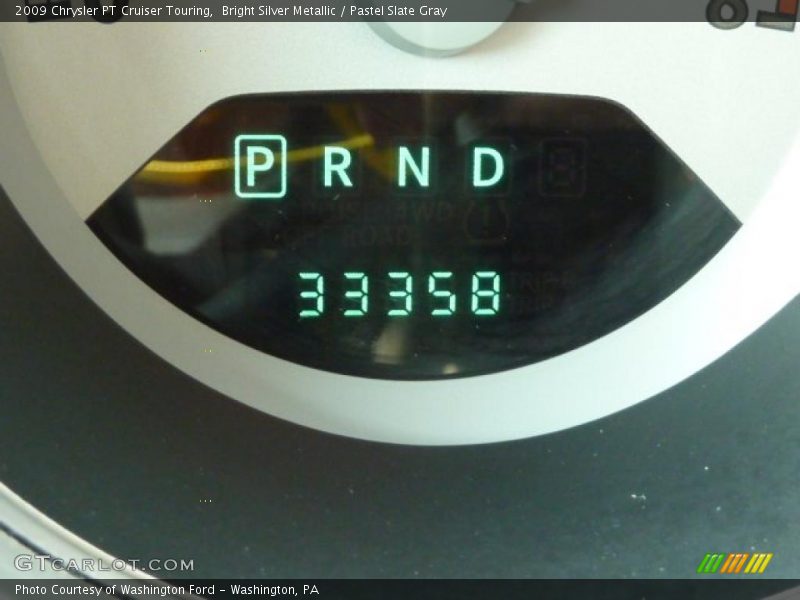 2009 Chrysler PT Cruiser Touring, Bright Silver Metallic / Pastel Slate Gray
P R N D
33358
GTCARLOT.COM
Photo Courtesy of Washington Ford - Washington, PA